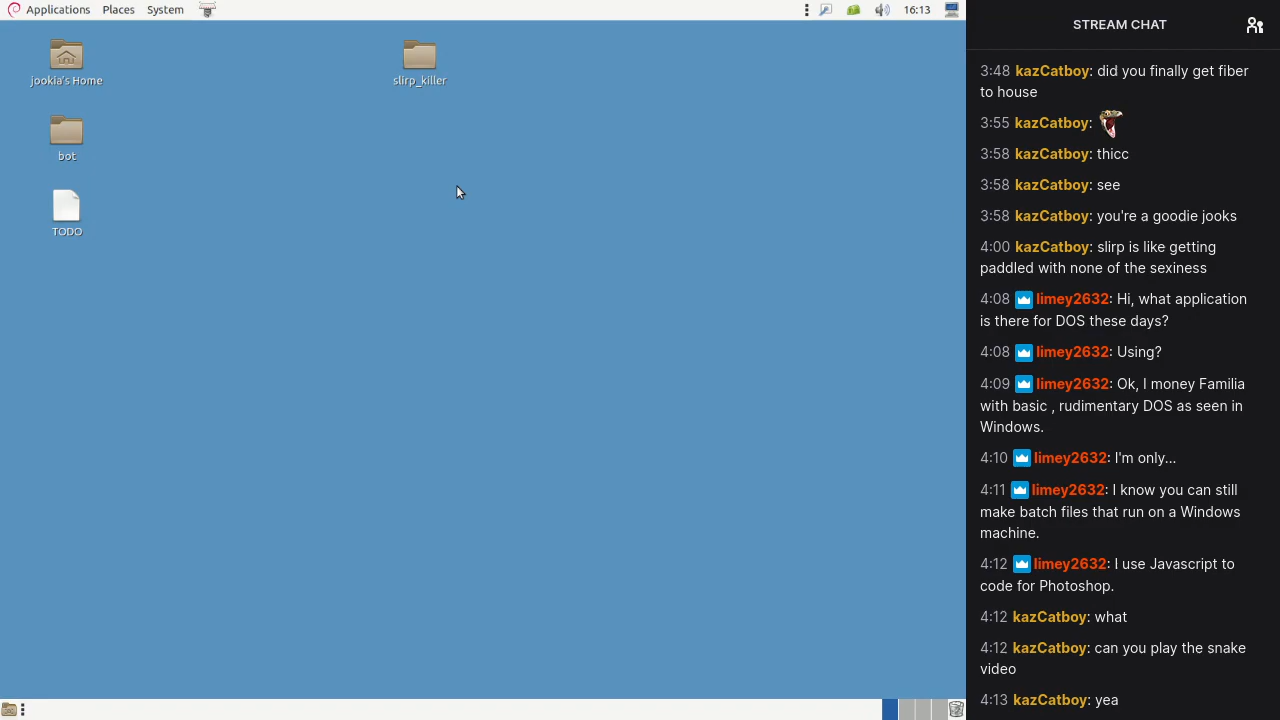 Applications Places System
16:13
jookia's Home
slirp_killer
bot
TODO
STREAM CHAT
3:48 kazCatboy: did you finally get fiber
to house
3:55 kazCatboy:
3:58 kazCatboy: thicc
3:58 kazCatboy: see
3:58 kazCatboy: you're a goodie jooks
4:00 kazCatboy: slirp is like getting
paddled with none of the sexiness
4:08 limey2632: Hi, what application
is there for DOS these days?
4:08 limey2632: Using?
4:09 limey2632: Ok, I money Familia
with basic , rudimentary DOS as seen in
Windows.
4:10 limey2632: I'm only...
4:11 limey2632: I know you can still
make batch files that run on a Windows
machine.
4:12 limey2632: I use Javascript to
code for Photoshop.
4:12 kazCatboy: what
4:12 kazCatboy: can you play the snake
video
4:13 kazCatboy: yea